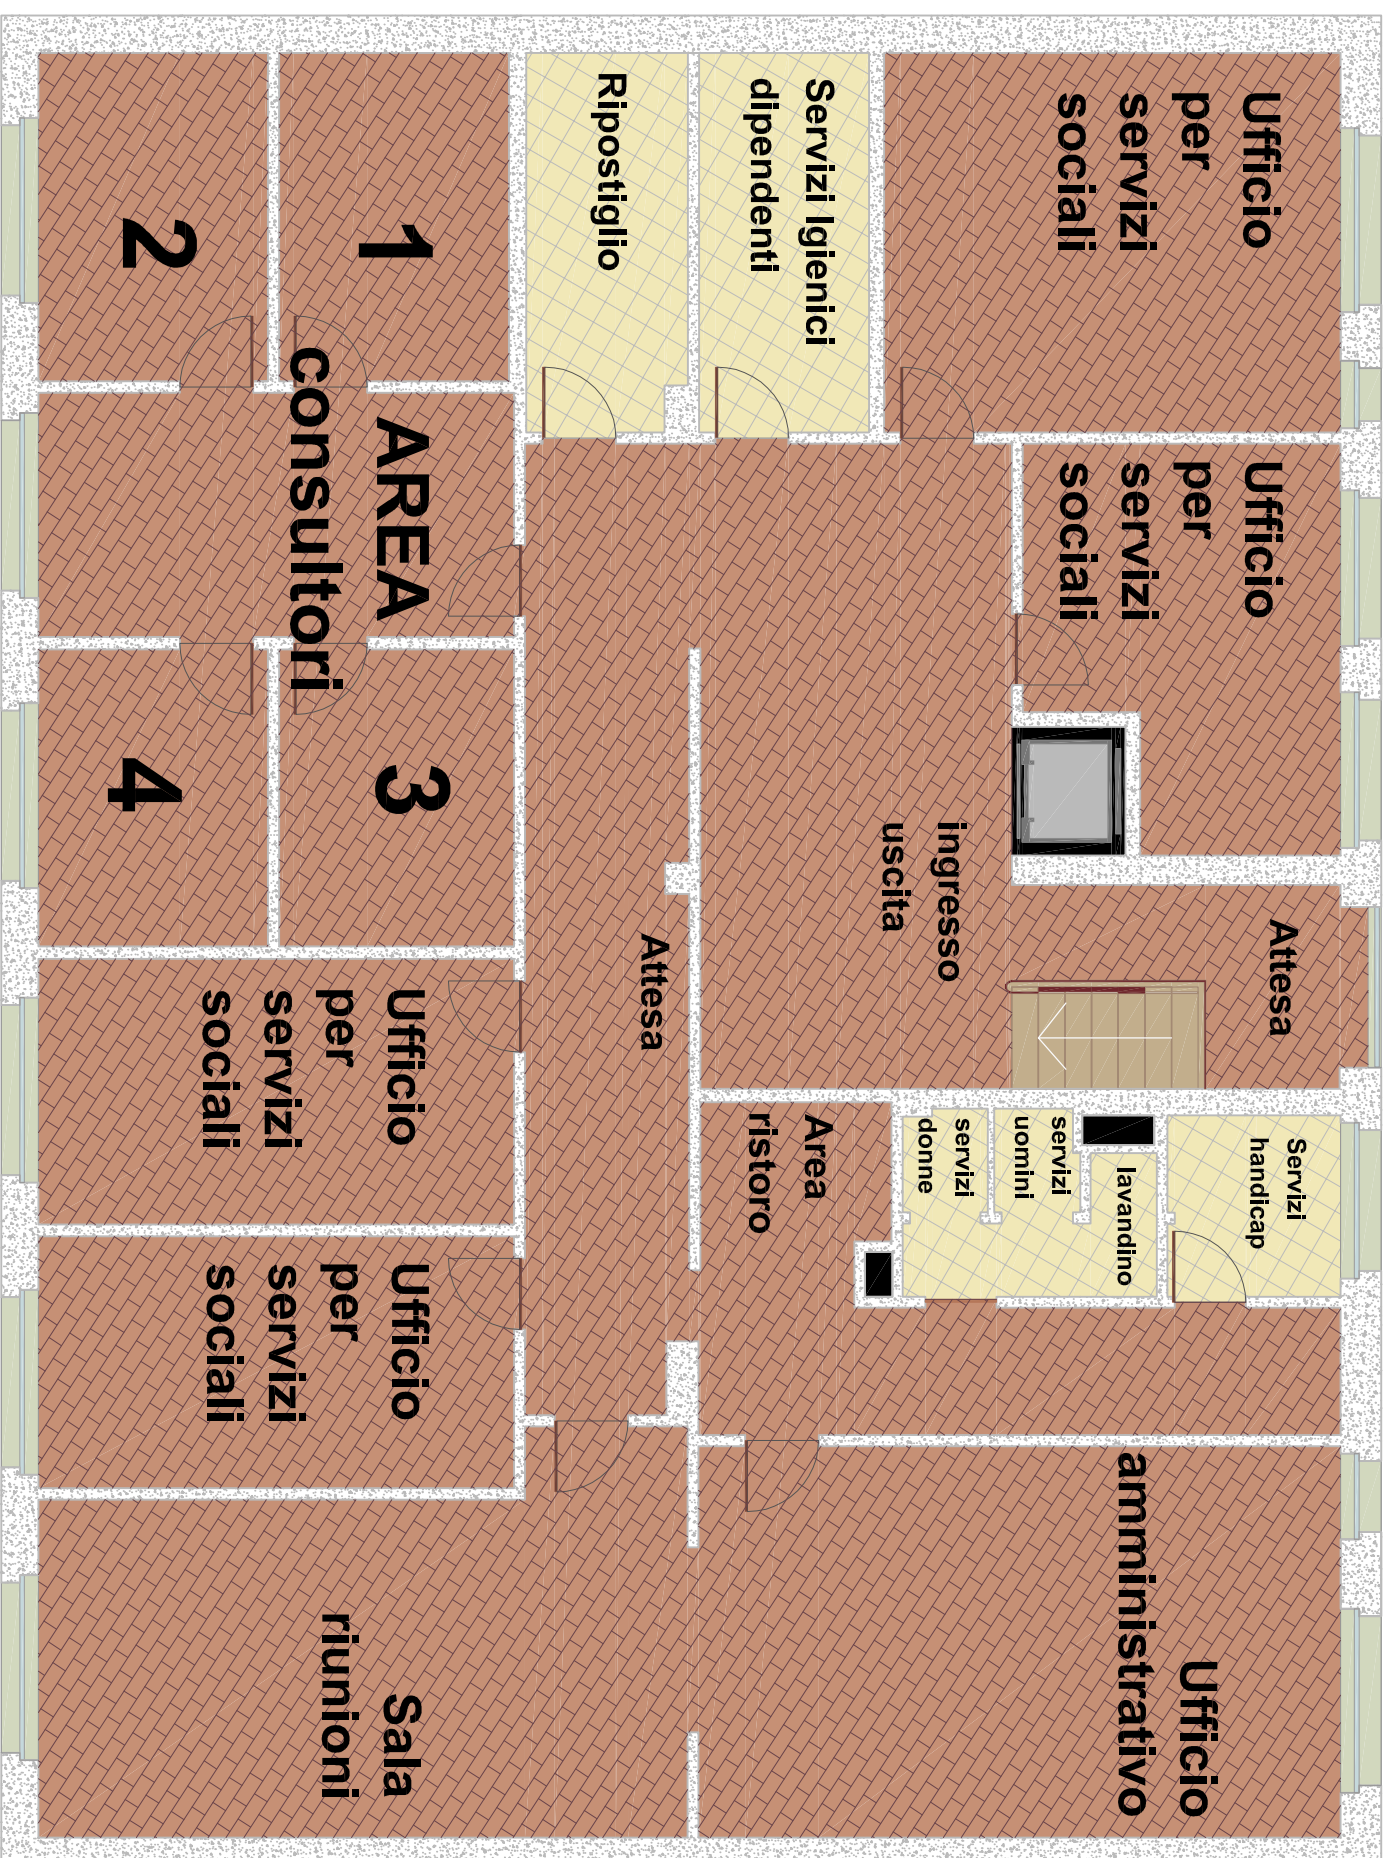 Ufficio
per
servizi
sociali
Ufficio
per
servizi
sociali
Attesa
Servizi
handicap
lavandino
servizi
uomini
servizi
donne
Ufficio
amministrativo
Servizi Igienici
dipendenti
ingresso
uscita
Area
ristoro
Ripostiglio
Attesa
1
2
AREA
consultori
3
4
Ufficio
per
servizi
sociali
Ufficio
per
servizi
sociali
Sala
riunioni